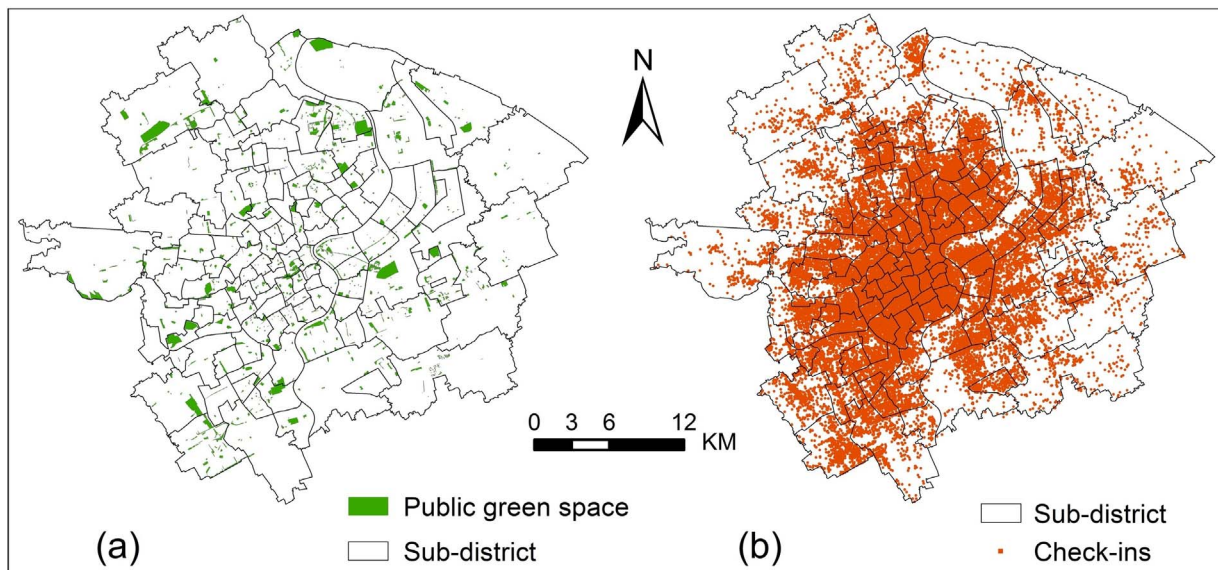 N
0 3 6 12
KM
Public green space
Sub-district
(a)
Sub-district
Check-ins
(b)